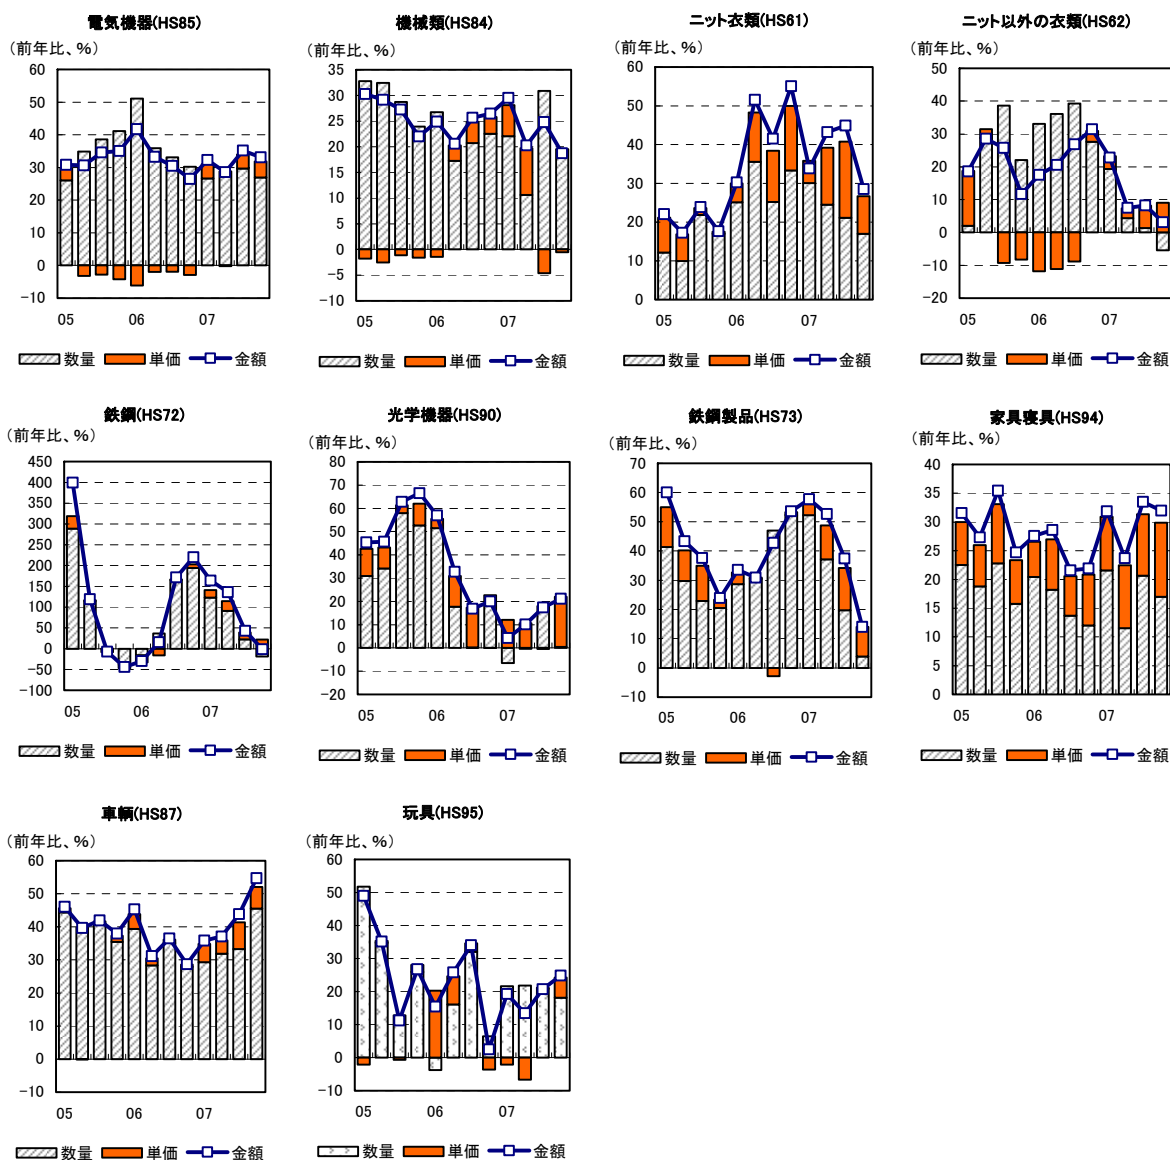 電気機器(HS85)
(前年比、%)
60
50
40
30
20
10
0
-10
05 06 07
数量 単価 金額
機械類(HS84)
(前年比、%)
35
30
25
20
15
10
5
0
-5
-10
05 06 07
数量 単価 金額
ニット衣類(HS61)
(前年比、%)
60
50
40
30
20
10
0
05 06 07
数量 単価 金額
ニット以外の衣類(HS62)
(前年比、%)
50
40
30
20
10
0
-10
-20
05 06 07
数量 単価 金額
鉄鋼(HS72)
(前年比、%)
450
400
350
300
250
200
150
100
50
0
-50
-100
05 06 07
数量 単価 金額
光学機器(HS90)
(前年比、%)
80
70
60
50
40
30
20
10
0
-10
-20
05 06 07
数量 単価 金額
鉄鋼製品(HS73)
(前年比、%)
70
60
50
40
30
20
10
0
-10
05 06 07
数量 単価 金額
家具寝具(HS94)
(前年比、%)
40
35
30
25
20
15
10
5
0
05 06 07
数量 単価 金額
車輌(HS87)
(前年比、%)
60
50
40
30
20
10
0
-10
05 06 07
数量 単価 金額
玩具(HS95)
(前年比、%)
60
50
40
30
20
10
0
-10
05 06 07
数量 単価 金額